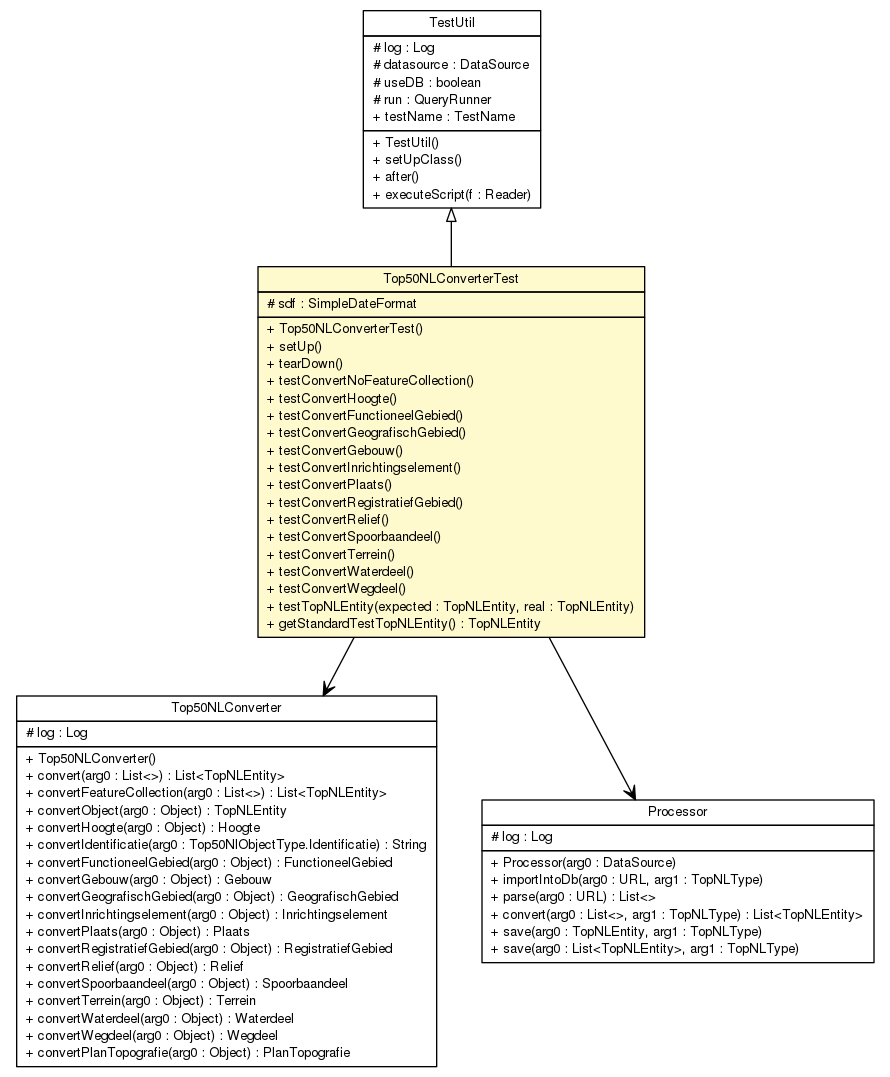 TestUtil
# log : Log
# datasource : DataSource
# useDB : boolean
# run : QueryRunner
+ testName : TestName
+ TestUtil()
+ setUpClass()
+ after()
+ executeScript(f : Reader)
Top50NLConverterTest
# sdf : SimpleDateFormat
+ Top50NLConverterTest()
+ setUp()
+ tearDown()
+ testConvertNoFeatureCollection()
+ testConvertHoogte()
+ testConvertFunctioneelGebied()
+ testConvertGeografischGebied()
+ testConvertGebouw()
+ testConvertInrichtingselement()
+ testConvertPlaats()
+ testConvertRegistratiefGebied()
+ testConvertRelief()
+ testConvertSpoorbaandeel()
+ testConvertTerrein()
+ testConvertWaterdeel()
+ testConvertWegdeel()
+ testTopNLEntity(expected : TopNLEntity, real : TopNLEntity)
+ getStandardTestTopNLEntity() : TopNLEntity
Top50NLConverter
# log : Log
+ Top50NLConverter()
+ convert(arg0 : List<>) : List<TopNLEntity>
+ convertFeatureCollection(arg0 : List<>) : List<TopNLEntity>
+ convertObject(arg0 : Object) : TopNLEntity
+ convertHoogte(arg0 : Object) : Hoogte
+ convertIdentificatie(arg0 : Top50NlObjectType.Identificatie) : String
+ convertFunctioneelGebied(arg0 : Object) : FunctioneelGebied
+ convertGebouw(arg0 : Object) : Gebouw
+ convertGeografischGebied(arg0 : Object) : GeografischGebied
+ convertInrichtingselement(arg0 : Object) : Inrichtingselement
+ convertPlaats(arg0 : Object) : Plaats
+ convertRegistratiefGebied(arg0 : Object) : RegistratiefGebied
+ convertRelief(arg0 : Object) : Relief
+ convertSpoorbaandeel(arg0 : Object) : Spoorbaandeel
+ convertTerrein(arg0 : Object) : Terrein
+ convertWaterdeel(arg0 : Object) : Waterdeel
+ convertWegdeel(arg0 : Object) : Wegdeel
+ convertPlanTopografie(arg0 : Object) : PlanTopografie
Processor
# log : Log
+ Processor(arg0 : DataSource)
+ importIntoDb(arg0 : URL, arg1 : TopNLType)
+ parse(arg0 : URL) : List<>
+ convert(arg0 : List<>, arg1 : TopNLType) : List<TopNLEntity>
+ save(arg0 : TopNLEntity, arg1 : TopNLType)
+ save(arg0 : List<TopNLEntity>, arg1 : TopNLType)